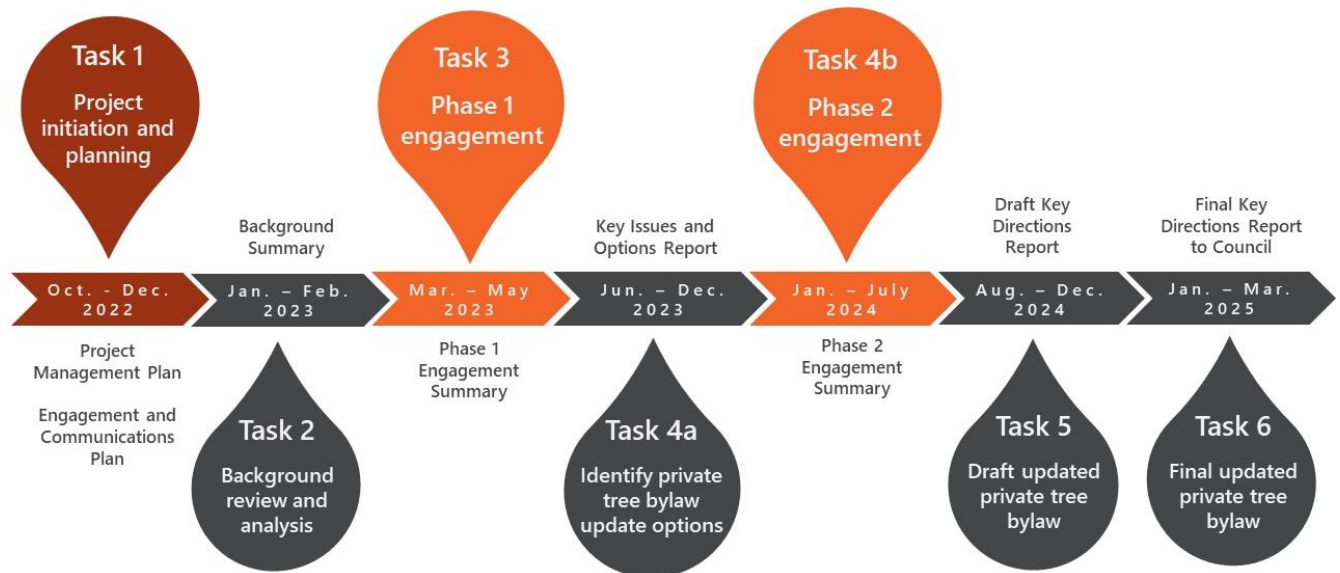 Task 1
Project
initiation and
planning
Task 3
Phase 1
engagement
Task 4b
Phase 2
engagement
Background
Summary
Key Issues and
Options Report
Draft Key
Directions
Report
Final Key
Directions Report
to Council
Oct. - Dec.
2022
Jan. – Feb.
2023
Mar. – May
2023
Jun. – Dec.
2023
Jan. – July
2024
Aug. – Dec.
2024
Jan. – Mar.
2025
Project
Management Plan
Engagement and
Communications
Plan
Phase 1
Engagement
Summary
Phase 2
Engagement
Summary
Task 2
Background
review and
analysis
Task 4a
Identify private
tree bylaw
update options
Task 5
Draft updated
private tree
bylaw
Task 6
Final updated
private tree
bylaw